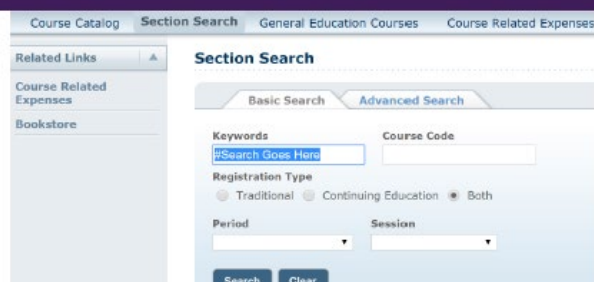 Course Catalog Section Search General Education Courses Course Related Expenses
Related Links
Course Related
Expenses
Bookstore
Section Search
Basic Search Advanced Search
Keywords Course Code
#Search Goes Here
Registration Type
Traditional Continuing Education Both
Period Session
Search Clear